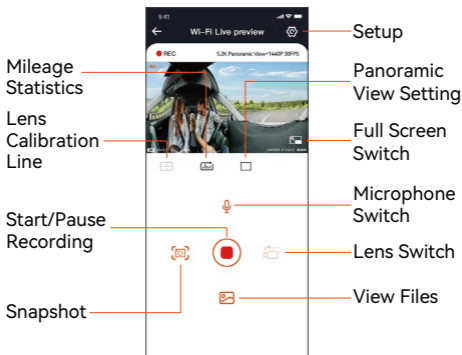 9:41
Wi-Fi Live preview
REC
5.2K Panoramic View+1440P 30FPS
Setup
Mileage
Statistics
Panoramic
View Setting
Lens
Calibration
Line
Full Screen
Switch
Microphone
Switch
Start/Pause
Recording
Lens Switch
Snapshot
View Files